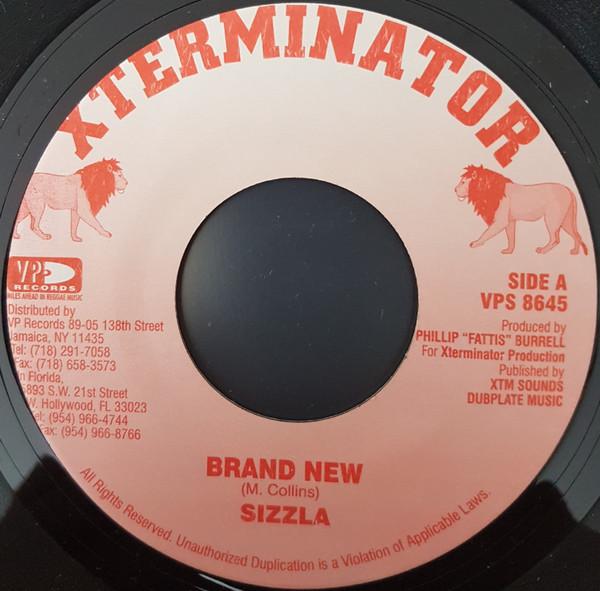 XTERMINATOR
VP
RECORDS
MILES AHEAD IN REGGAE MUSIC
Distributed by
VP Records 89-05 138th Street
Jamaica, NY 11435
Tel: (718) 291-7058
Fax: (718) 658-3573
In Florida,
5893 S.W. 21st Street
W. Hollywood, FL 33023
Tel: (954) 966-4744
Fax: (954) 966-8766
SIDE A
VPS 8645
Produced by
PHILLIP "FATTIS" BURRELL
For Xterminator Production
Published by
XTM SOUNDS
DUBPLATE MUSIC
BRAND NEW
(M. Collins)
SIZZLA
All Rights Reserved. Unauthorized Duplication is a Violation of Applicable Laws.